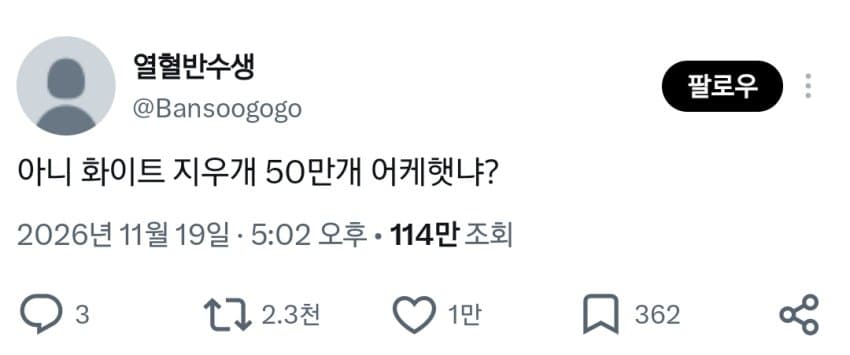 열혈반수생
@Bansoogogo
팔로우
아니 화이트 지우개 50만개 어케햇냐?
2026년 11월 19일 · 5:02 오후 • 114만 조회
3 2.3천 1만 362